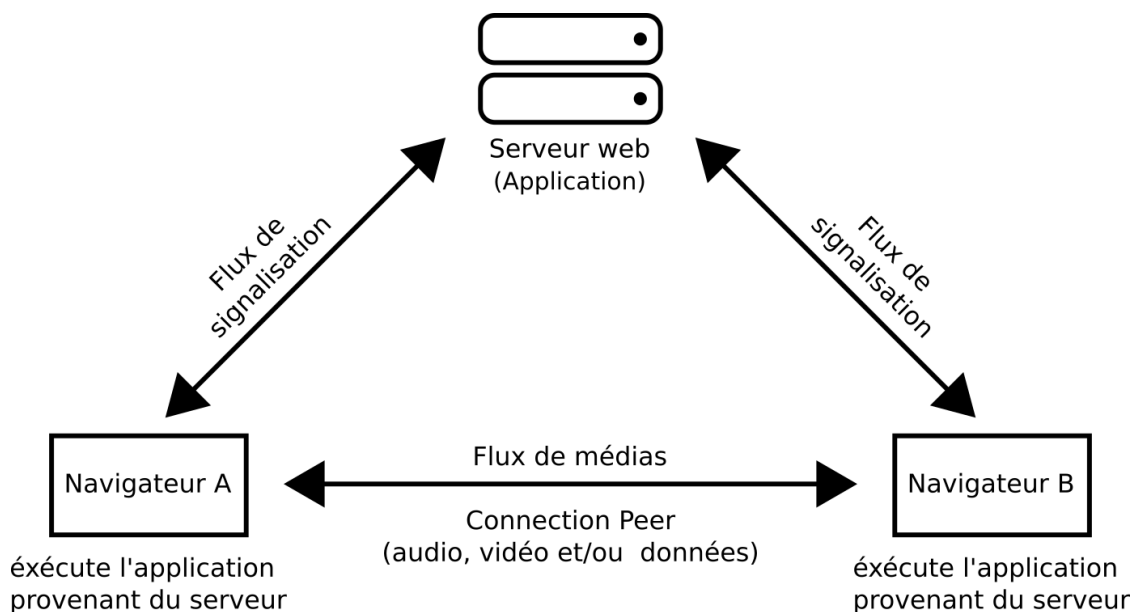 Serveur web
(Application)
Flux de
signalisation
Flux de
signalisation
Navigateur A
Flux de médias
Navigateur B
Connection Peer
(audio, vidéo et/ou données)
éxécute l'application
provenant du serveur
éxécute l'application
provenant du serveur